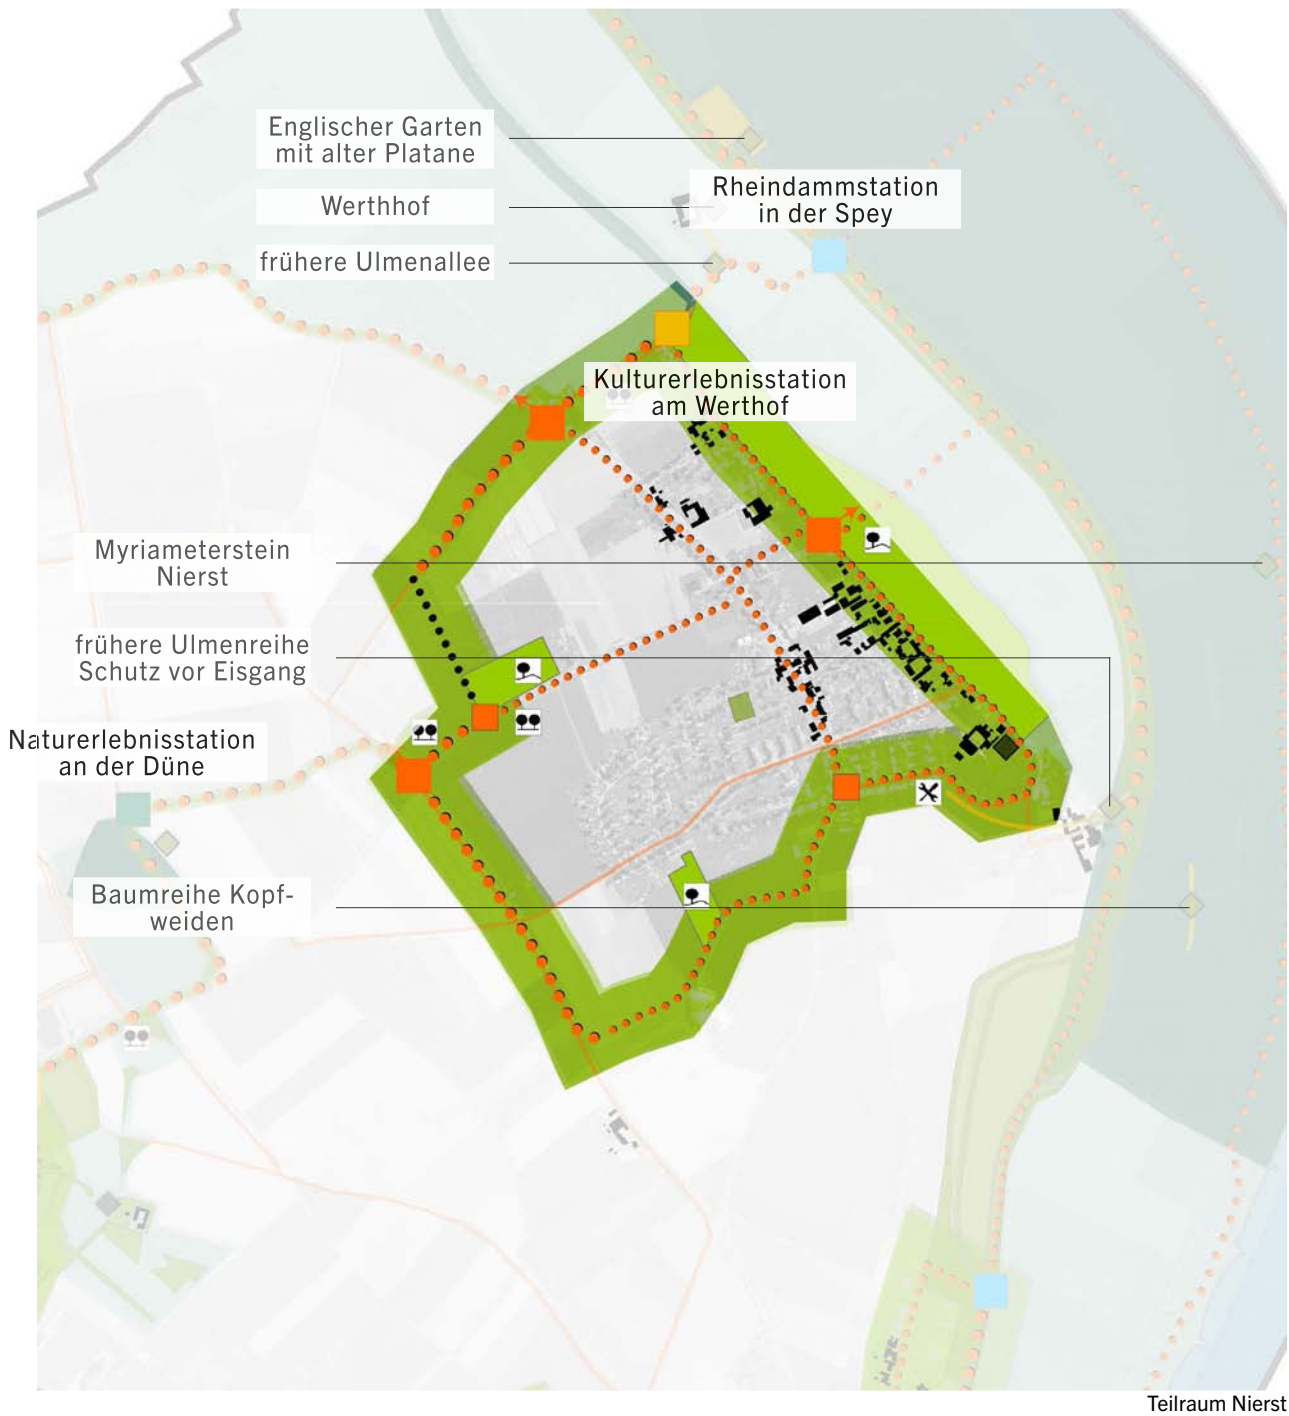 Englischer Garten
mit alter Platane
Rheindammstation
in der Spey
Werthhof
frühere Ulmenallee
Kulturerlebnisstation
am Werthof
Myriameterstein
Nierst
frühere Ulmenreihe
Schutz vor Eisgang
Naturerlebnisstation
an der Düne
Baumreihe Kopf-
weiden
Teilraum Nierst